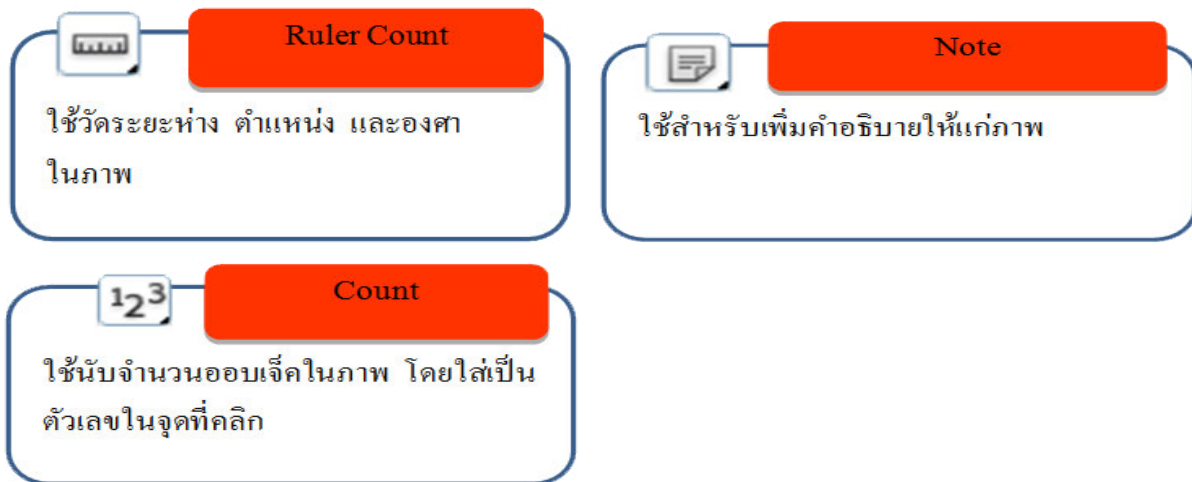 Ruler Count
ใช้วัดระยะห่าง ตำแหน่ง และองศา
ในภาพ
Note
ใช้สำหรับเพิ่มคำอธิบายให้แก่ภาพ
123
Count
ใช้นับจำนวนออบเจ็คในภาพ โดยใส่เป็น
ตัวเลขในจุดที่คลิก